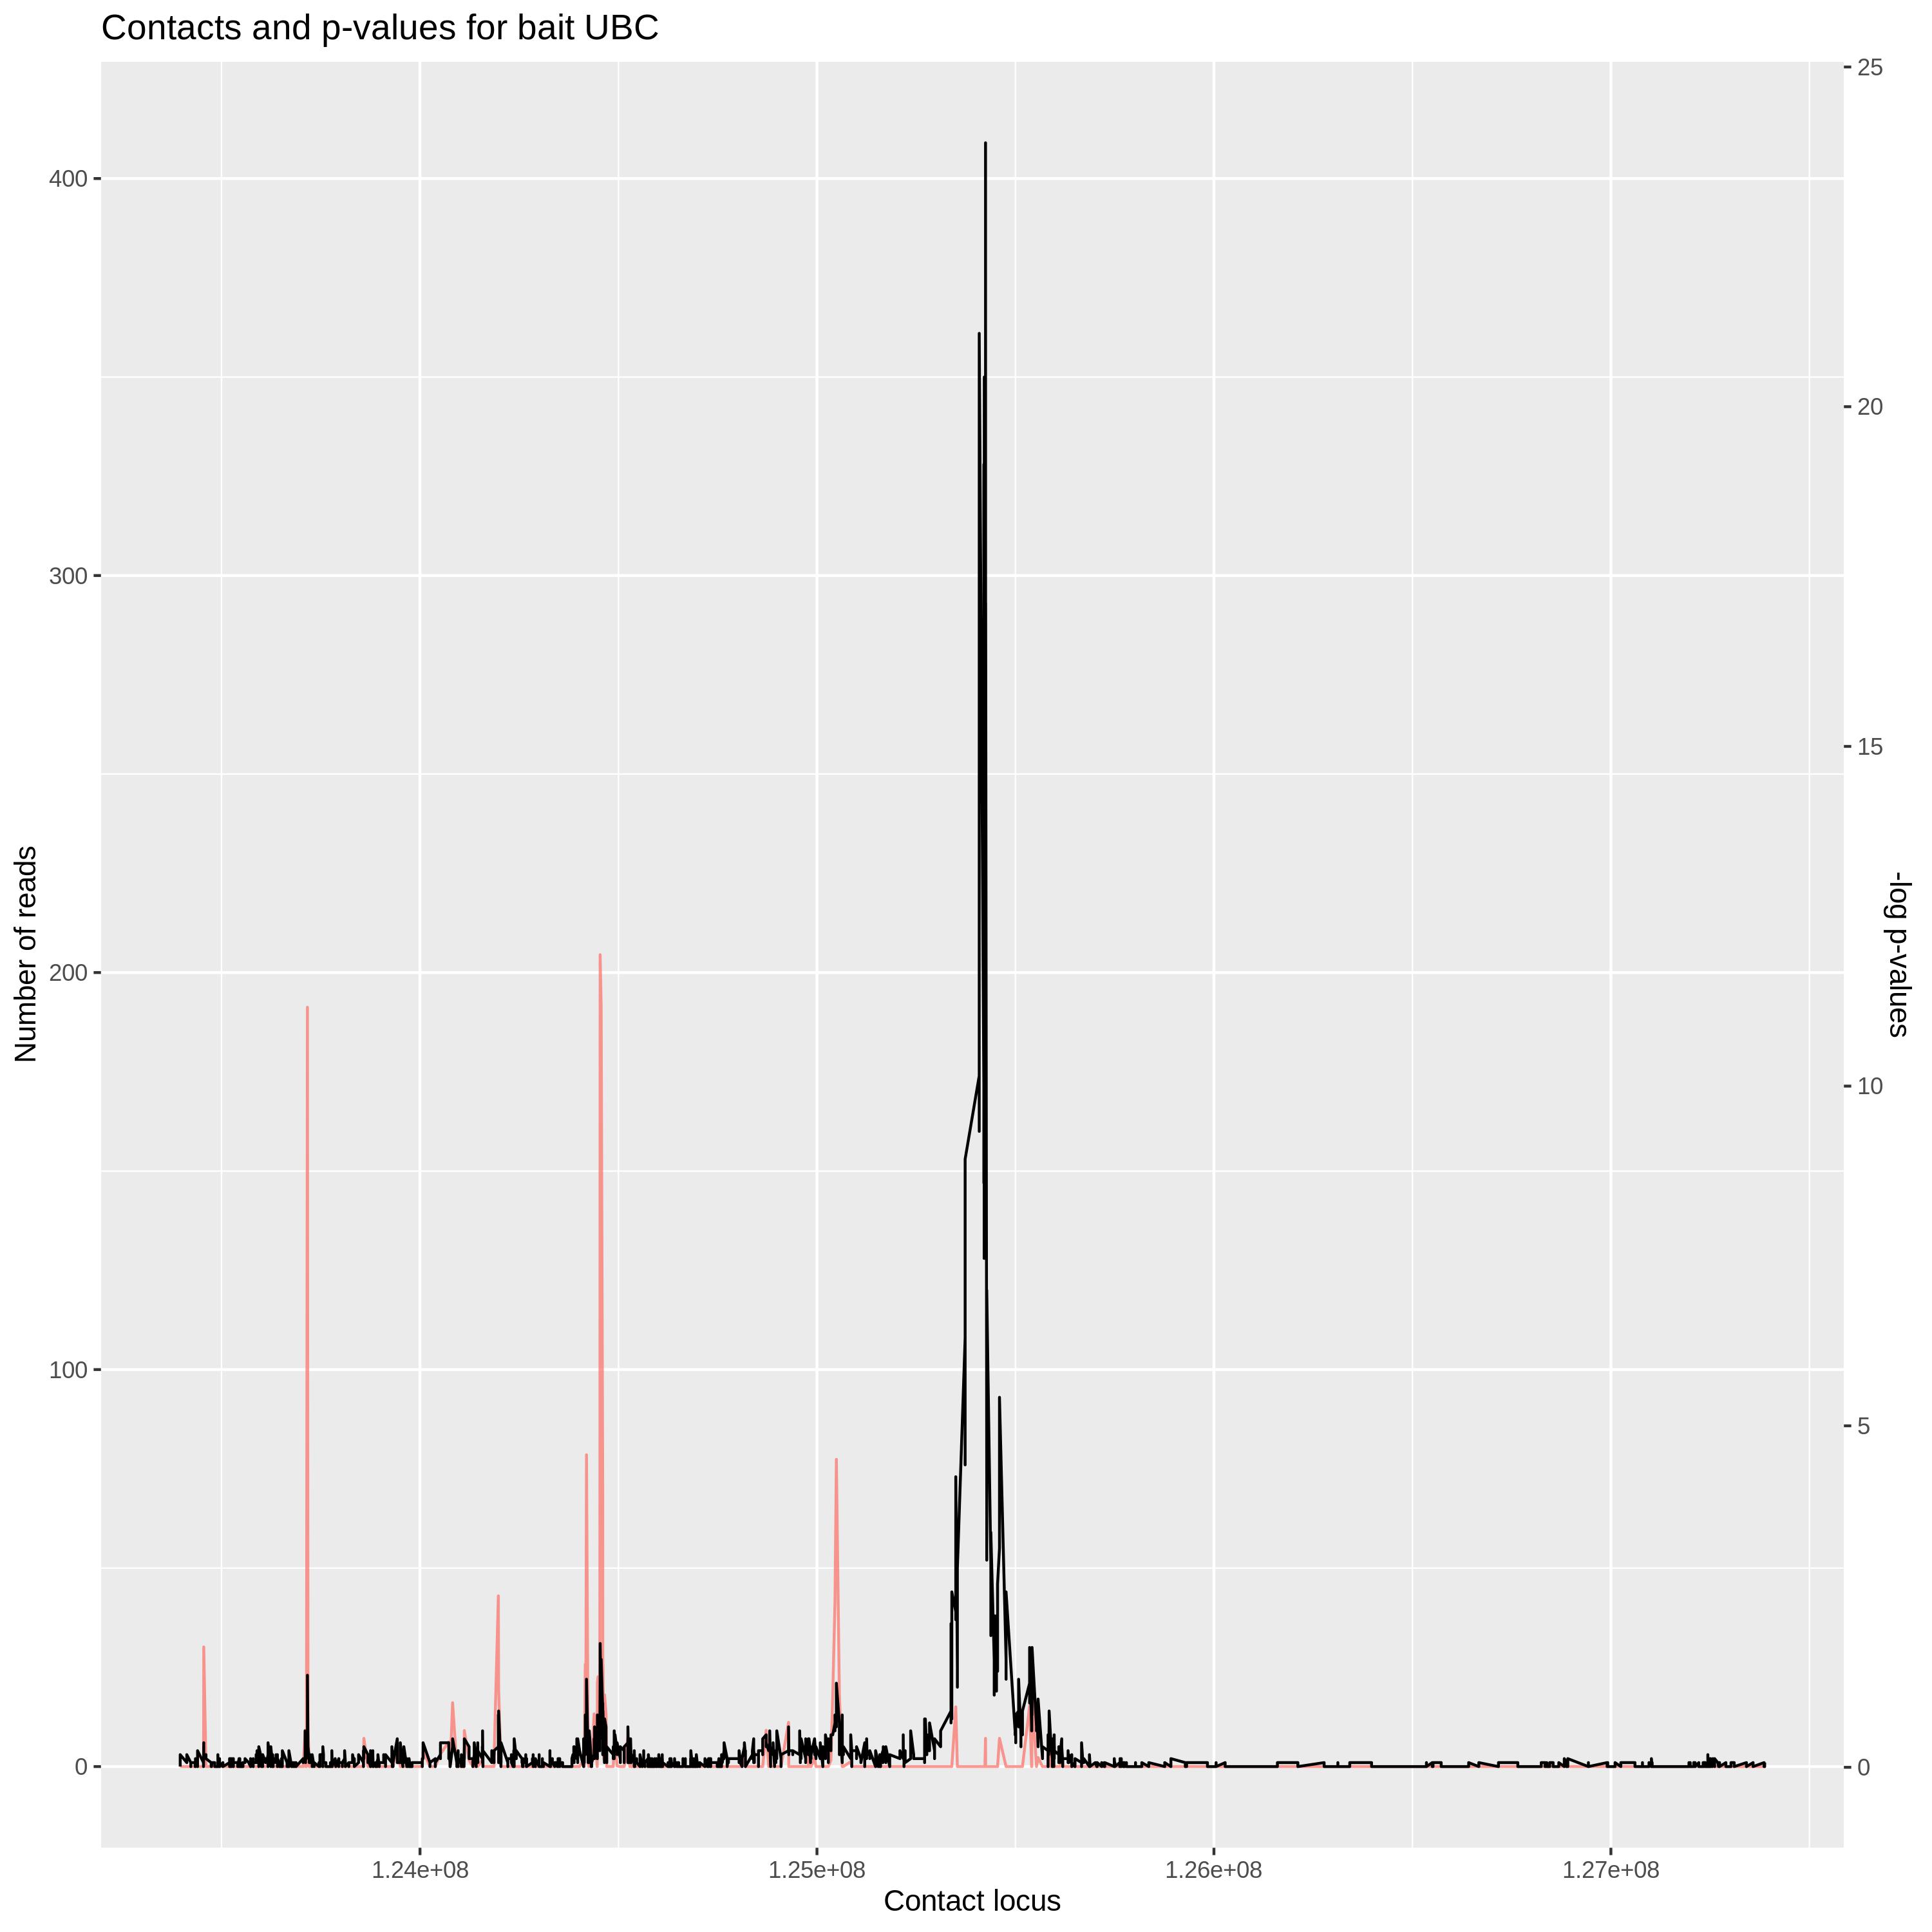 Contacts and p-values for bait UBC
25
400
20
300
15
Number of reads
-log p-values
200
10
100
5
0
0
1.24e+08
1.25e+08
1.26e+08
1.27e+08
Contact locus